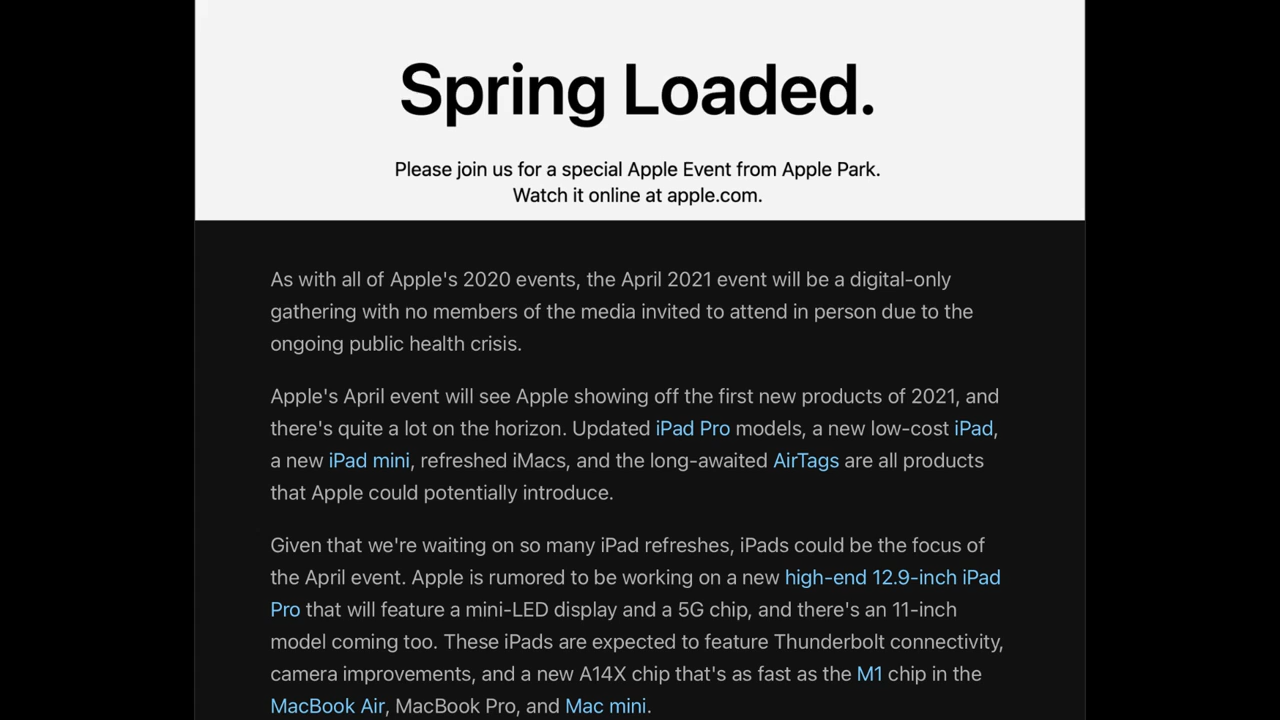 Spring Loaded.
Please join us for a special Apple Event from Apple Park.
Watch it online at apple.com.
As with all of Apple's 2020 events, the April 2021 event will be a digital-only
gathering with no members of the media invited to attend in person due to the
ongoing public health crisis.
Apple's April event will see Apple showing off the first new products of 2021, and
there's quite a lot on the horizon. Updated iPad Pro models, a new low-cost iPad,
a new iPad mini, refreshed iMacs, and the long-awaited AirTags are all products
that Apple could potentially introduce.
Given that we're waiting on so many iPad refreshes, iPads could be the focus of
the April event. Apple is rumored to be working on a new high-end 12.9-inch iPad
Pro that will feature a mini-LED display and a 5G chip, and there's an 11-inch
model coming too. These iPads are expected to feature Thunderbolt connectivity,
camera improvements, and a new A14X chip that's as fast as the M1 chip in the
MacBook Air, MacBook Pro, and Mac mini.